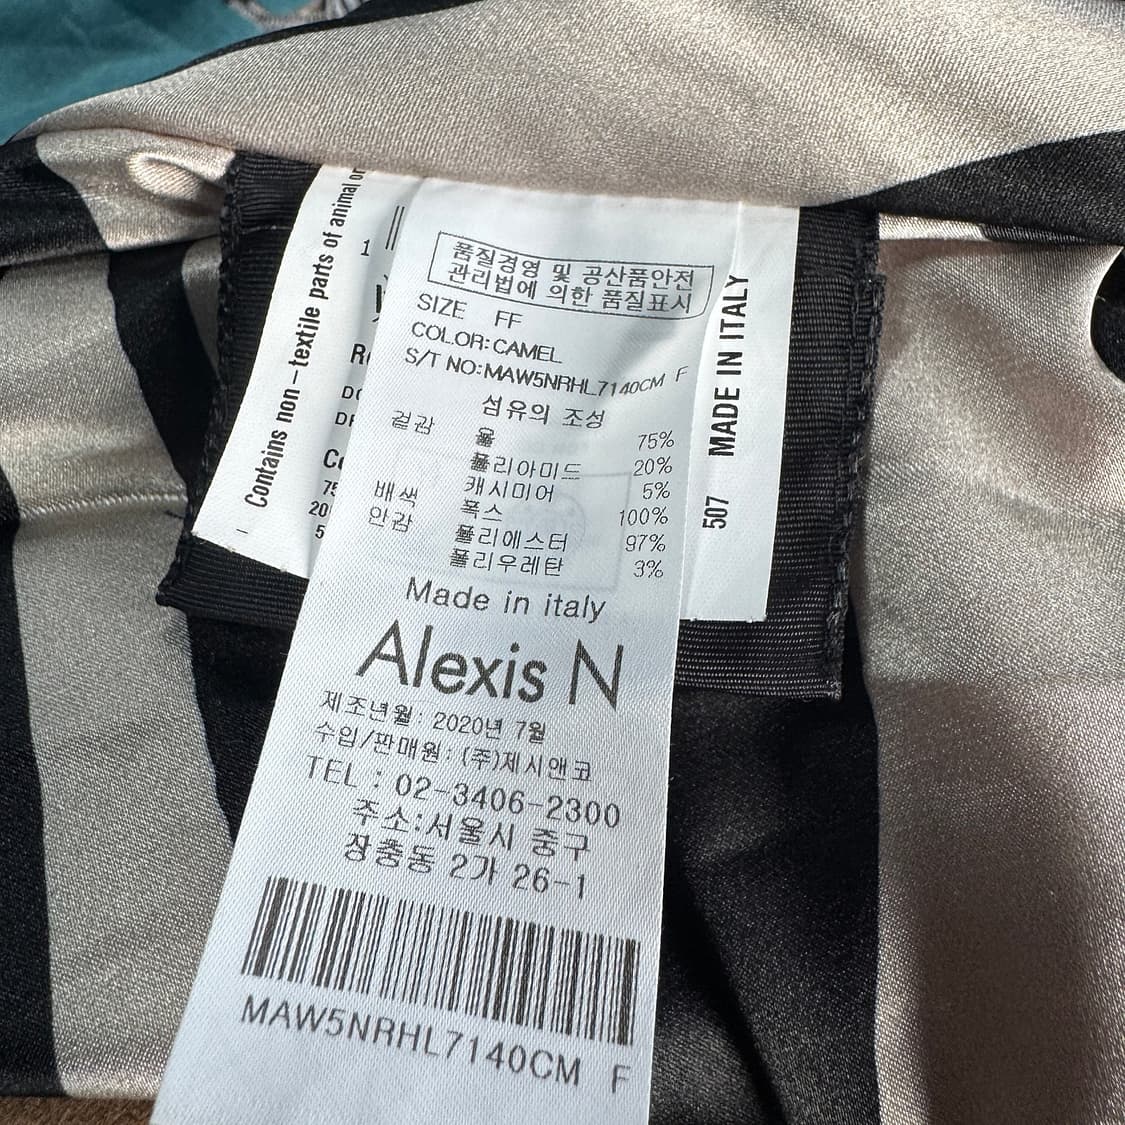 품질경영 및 공산품안전
관리법에 의한 품질표시
SIZE FF
COLOR:CAMEL
S/T NO:MAW5NRHL7140CM F
섬유의 조성
겉감 울 75%
폴리아미드 20%
캐시미어 5%
배색 폭스 100%
안감 폴리에스터 97%
폴리우레탄 3%
Made in italy
Alexis N
제조년월: 2020년 7월
수입/판매원: (주)제시앤코
TEL : 02-3406-2300
주소:서울시 중구
장충동 2가 26-1
MAW5NRHL7140CM F
Contains non-textile parts of animal
507 MADE IN ITALY